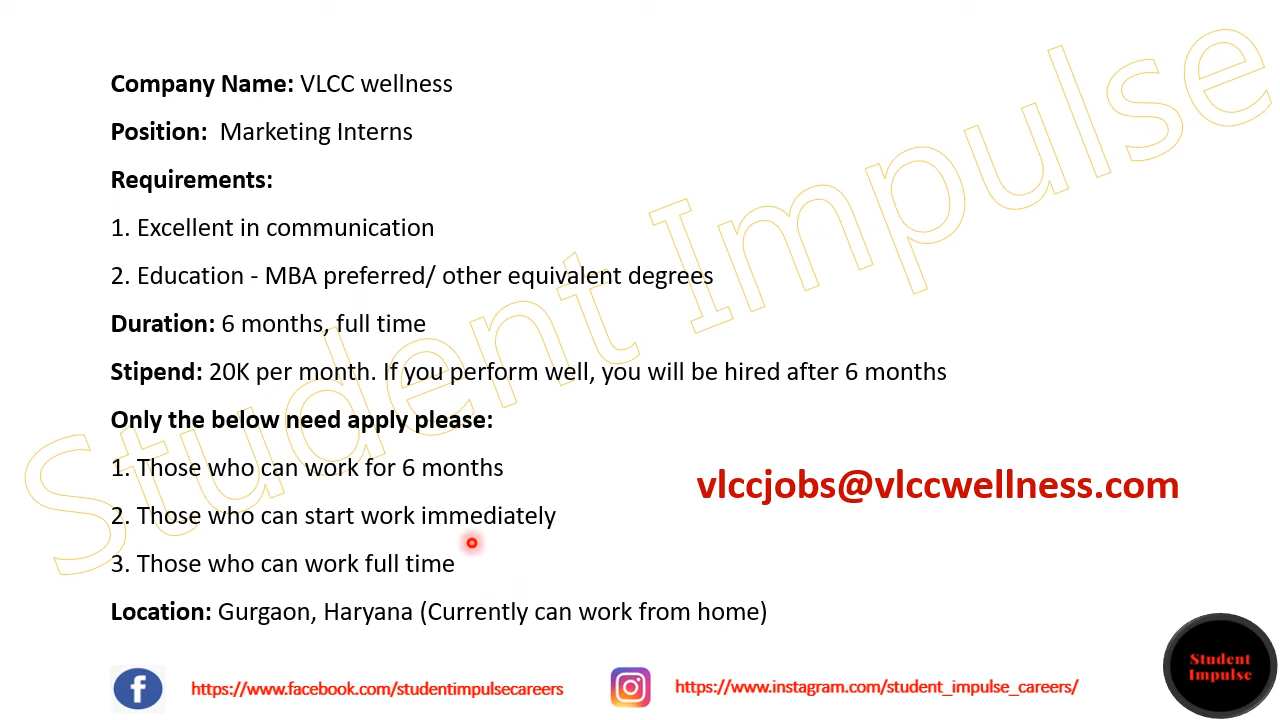 Company Name: VLCC wellness
Position: Marketing Interns
Requirements:
1. Excellent in communication
2. Education - MBA preferred/ other equivalent degrees
Duration: 6 months, full time
Stipend: 20K per month. If you perform well, you will be hired after 6 months
Only the below need apply please:
1. Those who can work for 6 months
vlccjobs@vlccwellness.com
2. Those who can start work immediately
3. Those who can work full time
Location: Gurgaon, Haryana (Currently can work from home)
https://www.facebook.com/studentimpulsecareers
https://www.instagram.com/student_impulse_careers/
Student
Impulse
Student Impulse